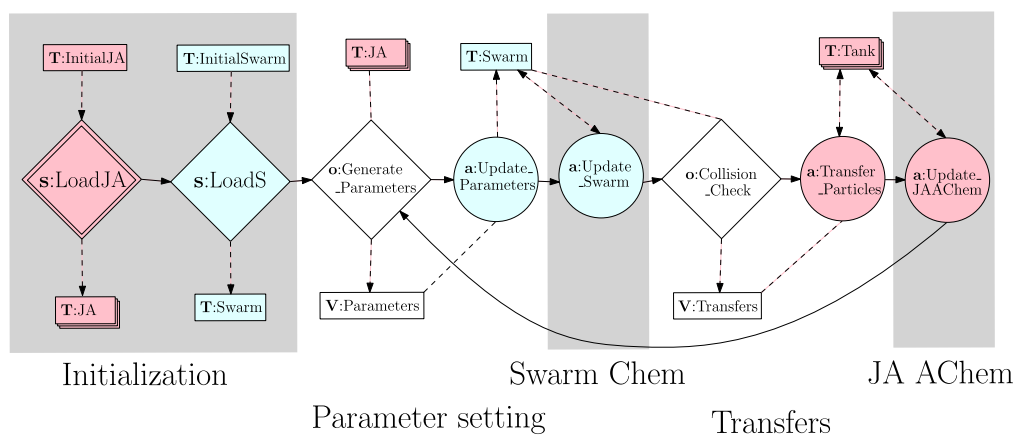 T:InitialJA
T:InitialSwarm
T:JA
T:Swarm
T:Tank
s:LoadJA
s:LoadS
o:Generate
_Parameters
a:Update_
Parameters
a:Update
_Swarm
o:Collision
_Check
a:Transfer
_Particles
a:Update_
JAAChem
T:JA
T:Swarm
V:Parameters
V:Transfers
Initialization
Swarm Chem
JA AChem
Parameter setting
Transfers